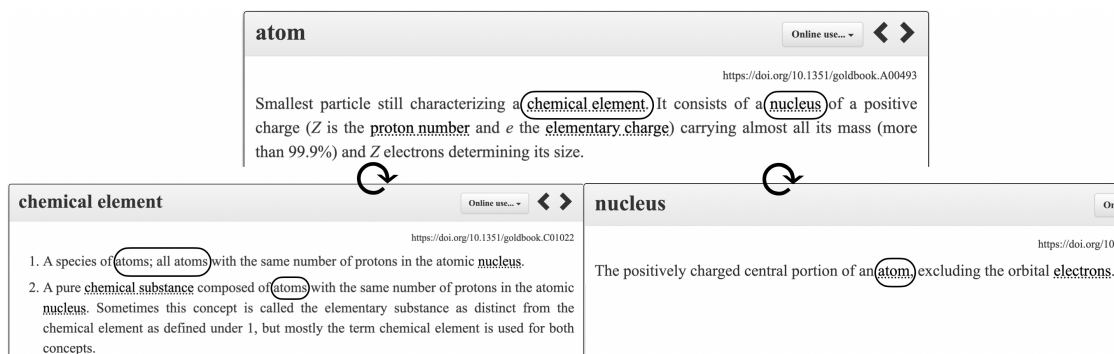 atom
Online use...
https://doi.org/10.1351/goldbook.A00493
Smallest particle still characterizing a chemical element. It consists of a nucleus of a positive
charge (Z is the proton number and e the elementary charge) carrying almost all its mass (more
than 99.9%) and Z electrons determining its size.
chemical element
Online use...
https://doi.org/10.1351/goldbook.C01022
1. A species of atoms; all atoms with the same number of protons in the atomic nucleus.
2. A pure chemical substance composed of atoms with the same number of protons in the atomic
nucleus. Sometimes this concept is called the elementary substance as distinct from the
chemical element as defined under 1, but mostly the term chemical element is used for both
concepts.
nucleus
On
https://doi.org/10
The positively charged central portion of an atom, excluding the orbital electrons.